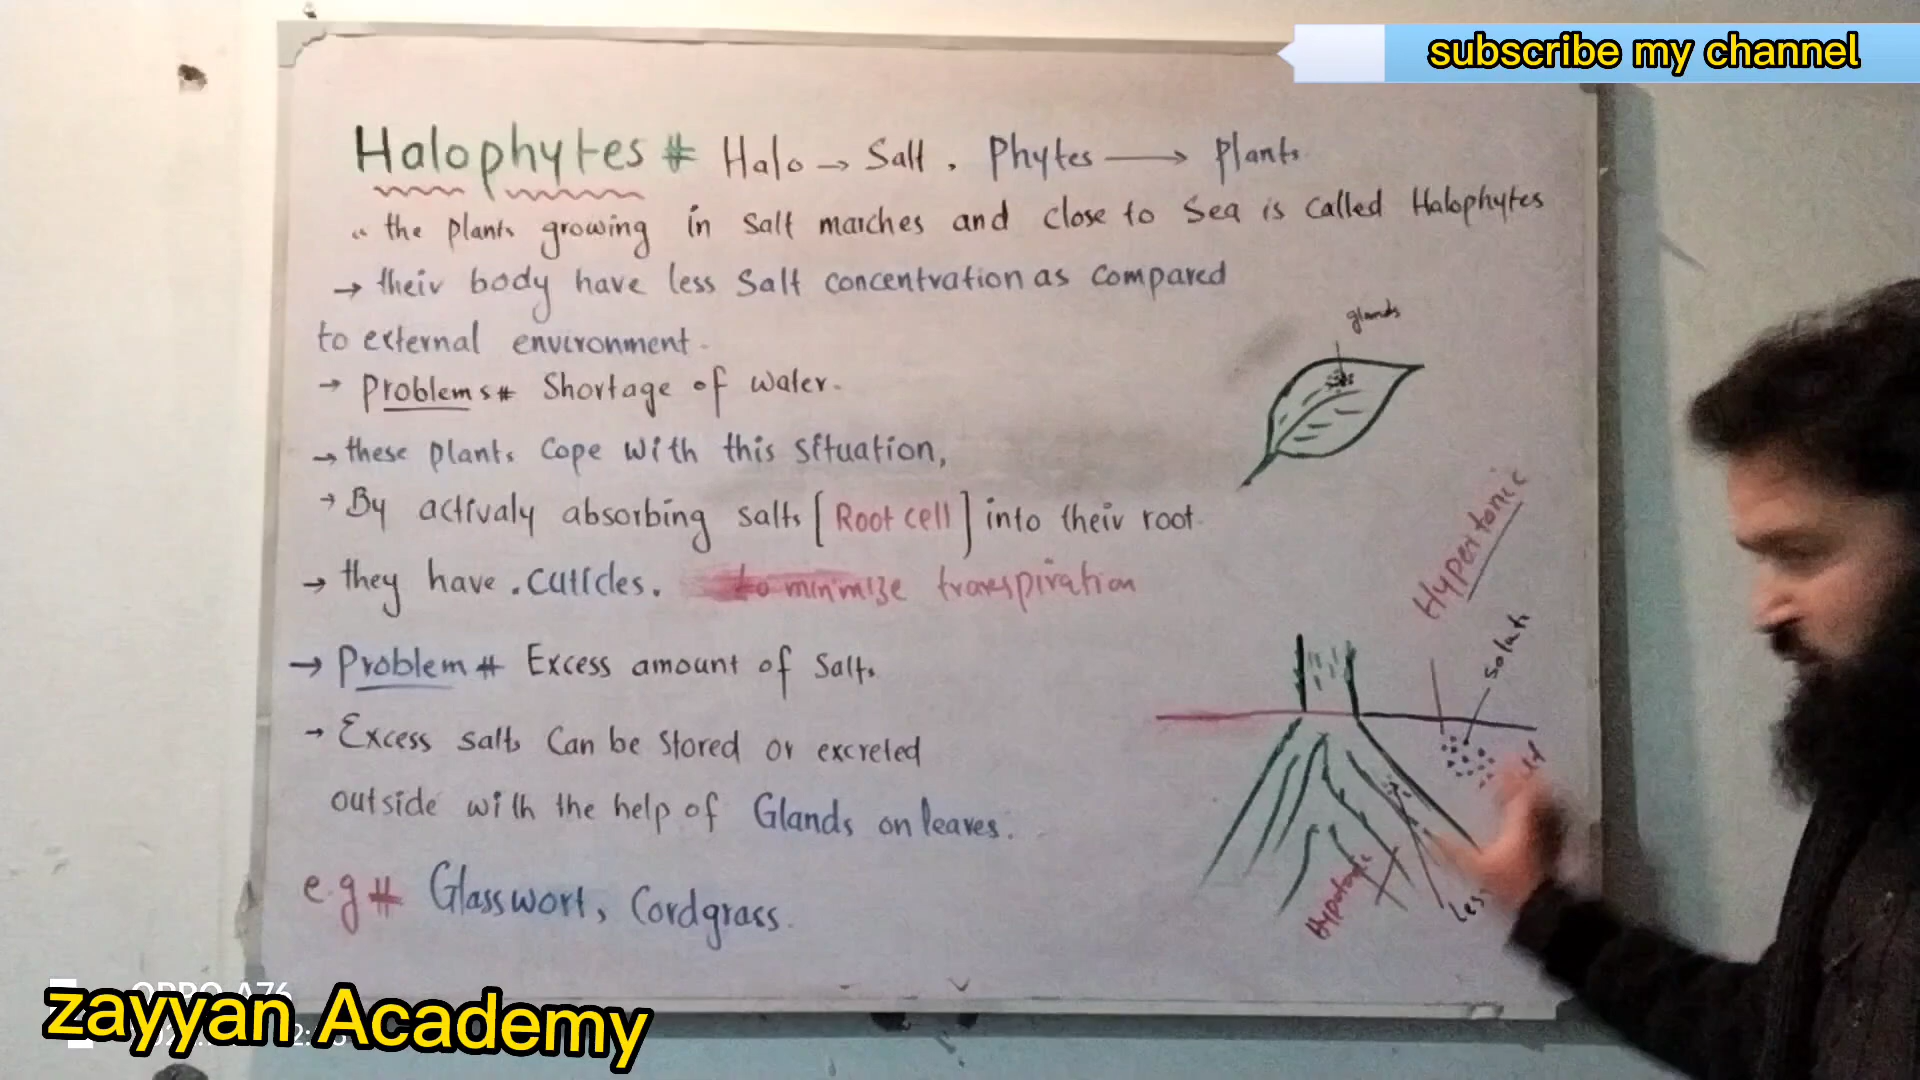 subscribe my channel
Halophytes # Halo → Salt . Phytes → Plants.
" the plants growing in salt marches and close to Sea is called Halophytes
→ their body have less Salt concentration as compared
to external environment.
→ Problems # Shortage of water.
→ these plants Cope with this situation,
→ By activaly absorbing salts [Root cell] into their root.
→ they have .cuticles. to minimize transpiration
→ Problem # Excess amount of Salts
→ Excess salts Can be Stored or excreted
outside with the help of Glands on leaves.
e.g # Glasswort, Cordgrass.
glands
Hypertonic
Solute
Hypotonic
Les
zayyan Academy
OPPO A76